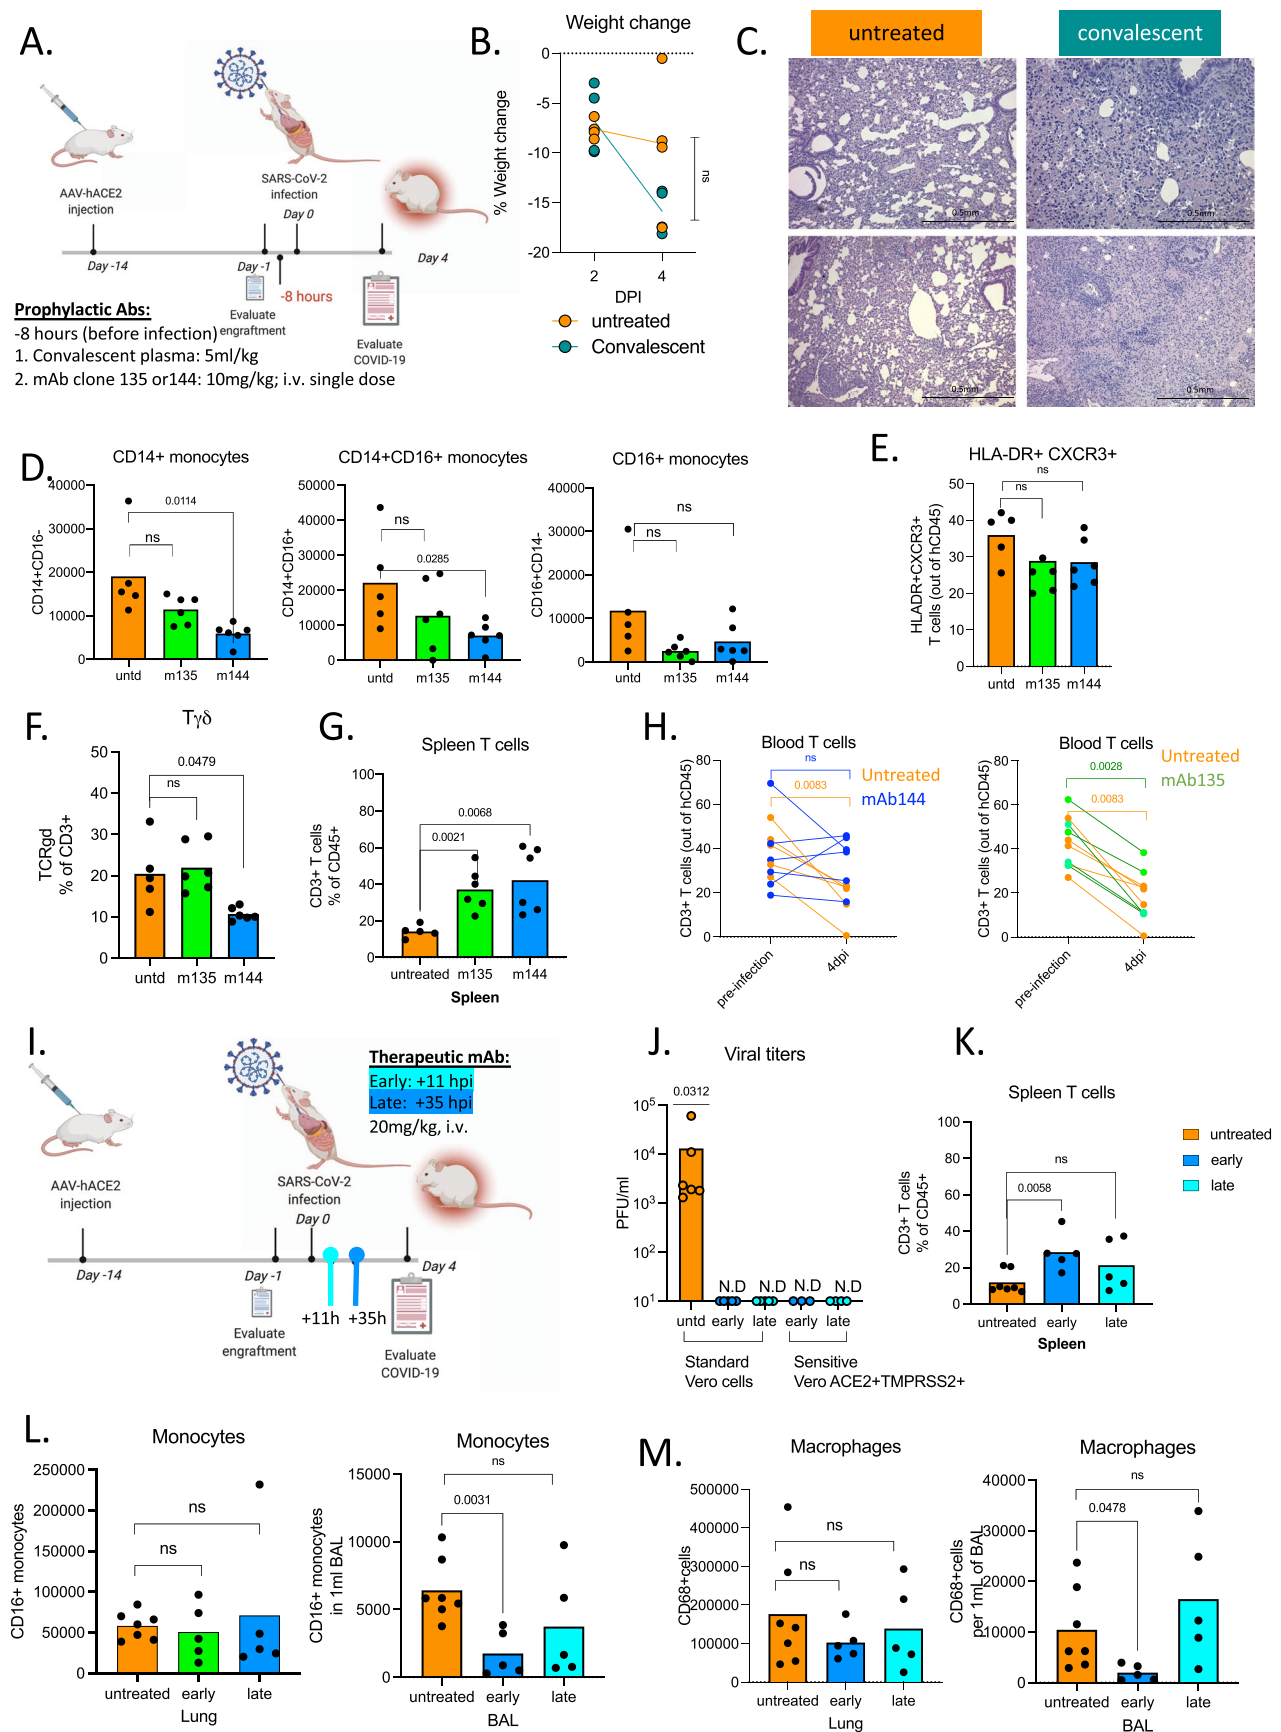 A.
AAV-hACE2
injection
SARS-CoV-2
infection
Day 0
Day -14
Day -1
Day 4
-8 hours
Evaluate
engraftment
Evaluate
COVID-19
Prophylactic Abs:
-8 hours (before infection)
1. Convalescent plasma: 5ml/kg
2. mAb clone 135 or144: 10mg/kg; i.v. single dose
B.
Weight change
% Weight change
0
-5
-10
-15
-20
ns
2
4
DPI
untreated
Convalescent
C.
untreated
convalescent
0.5mm
0.5mm
0.5mm
0.5mm
D.
CD14+ monocytes
CD14+CD16-
40000
30000
20000
10000
0
0.0114
ns
untd
m135
m144
CD14+CD16+ monocytes
CD14+CD16+
50000
40000
30000
20000
10000
0
ns
0.0285
untd
m135
m144
CD16+ monocytes
CD16+CD14-
40000
30000
20000
10000
0
ns
ns
untd
m135
m144
E.
HLA-DR+ CXCR3+
HLADR+CXCR3+
T cells (out of hCD45)
50
40
30
20
10
0
ns
ns
untd
m135
m144
F.
Tγδ
TCRgd
% of CD3+
50
40
30
20
10
0
0.0479
ns
untd
m135
m144
G.
Spleen T cells
CD3+ T cells
% of CD45+
100
80
60
40
20
0
0.0068
0.0021
untreated
m135
m144
Spleen
H.
Blood T cells
CD3+ T cells (out of hCD45)
80
60
40
20
0
ns
Untreated
0.0083
mAb144
pre-infection
4dpi
Blood T cells
CD3+ T cells (out of hCD45)
80
60
40
20
0
Untreated
0.0028
mAb135
0.0083
pre-infection
4dpi
I.
Therapeutic mAb:
Early: +11 hpi
Late: +35 hpi
20mg/kg, i.v.
AAV-hACE2
injection
SARS-CoV-2
infection
Day 0
Day -14
Day -1
Day 4
+11h
+35h
Evaluate
engraftment
Evaluate
COVID-19
J.
Viral titers
PFU/ml
10^5
10^4
10^3
10^2
10^1
0.0312
N.D
N.D
N.D
N.D
untd
early
late
early
late
Standard
Vero cells
Sensitive
Vero ACE2+TMPRSS2+
K.
Spleen T cells
CD3+ T cells
% of CD45+
100
80
60
40
20
0
ns
0.0058
untreated
early
late
Spleen
untreated
early
late
L.
Monocytes
CD16+ monocytes
250000
200000
150000
100000
50000
0
ns
ns
untreated
early
late
Lung
Monocytes
CD16+ monocytes
in 1ml BAL
15000
10000
5000
0
ns
0.0031
untreated
early
late
BAL
M.
Macrophages
CD68+cells
500000
400000
300000
200000
100000
0
ns
ns
untreated
early
late
Lung
Macrophages
CD68+cells
per 1mL of BAL
40000
30000
20000
10000
0
ns
0.0478
untreated
early
late
BAL